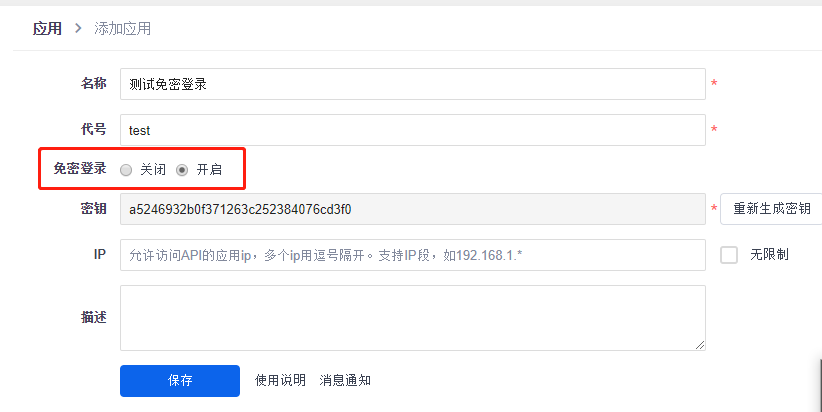 应用 > 添加应用
名称 测试免密登录 *
代号 test *
免密登录 关闭 开启
密钥 a5246932b0f371263c252384076cd3f0 * 重新生成密钥
IP 允许访问API的应用ip，多个ip用逗号隔开。支持IP段，如192.168.1.* 无限制
描述
保存 使用说明 消息通知